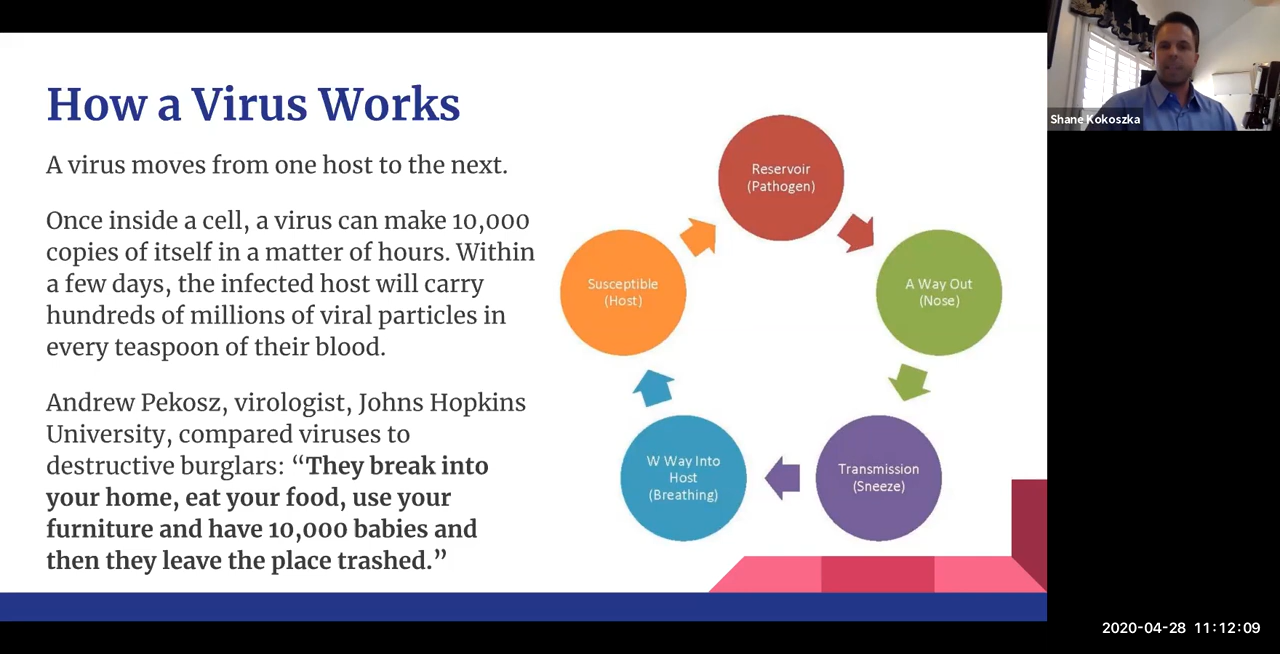 How a Virus Works
A virus moves from one host to the next.
Once inside a cell, a virus can make 10,000
copies of itself in a matter of hours. Within
a few days, the infected host will carry
hundreds of millions of viral particles in
every teaspoon of their blood.
Andrew Pekosz, virologist, Johns Hopkins
University, compared viruses to
destructive burglars: “They break into
your home, eat your food, use your
furniture and have 10,000 babies and
then they leave the place trashed.”
Reservoir
(Pathogen)
A Way Out
(Nose)
Transmission
(Sneeze)
W Way Into
Host
(Breathing)
Susceptible
(Host)
Shane Kokoszka
2020-04-28 11:12:09